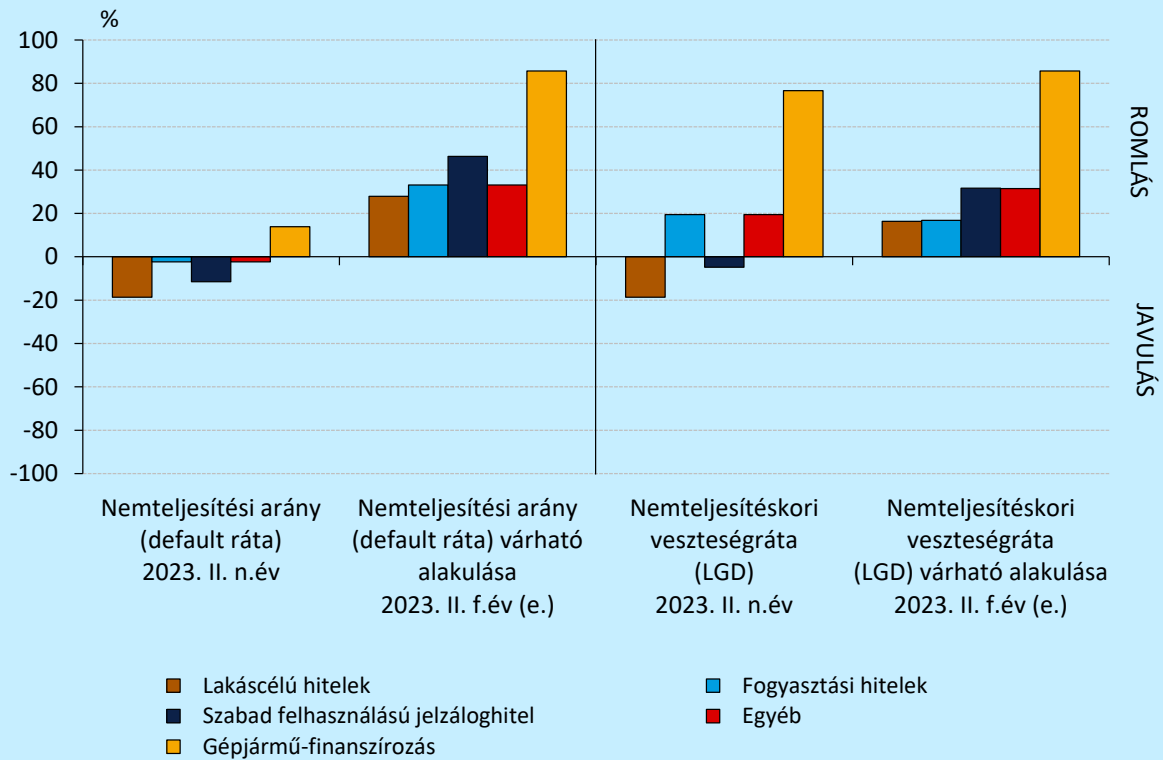 %
100
80
60
40
20
0
-20
-40
-60
-80
-100
ROMLÁS
JAVULÁS
Nemteljesítési arány
(default ráta)
2023. II. n.év
Nemteljesítési arány
(default ráta) várható
alakulása
2023. II. f.év (e.)
Nemteljesítéskori
veszteségráta
(LGD)
2023. II. n.év
Nemteljesítéskori
veszteségráta
(LGD) várható alakulása
2023. II. f.év (e.)
Lakáscélú hitelek
Fogyasztási hitelek
Szabad felhasználású jelzáloghitel
Egyéb
Gépjármű-finanszírozás